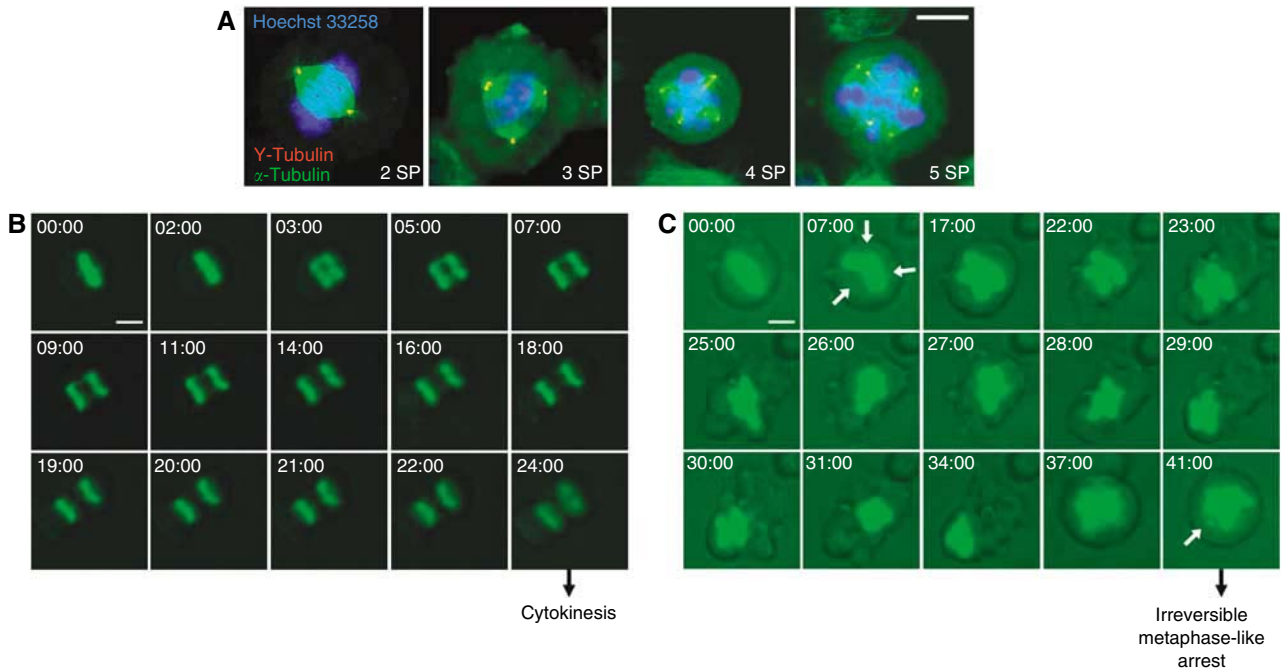 A
Hoechst 33258
Y-Tubulin
α-Tubulin
2 SP
3 SP
4 SP
5 SP
B
00:00
02:00
03:00
05:00
07:00
09:00
11:00
14:00
16:00
18:00
19:00
20:00
21:00
22:00
24:00
Cytokinesis
C
00:00
07:00
17:00
22:00
23:00
25:00
26:00
27:00
28:00
29:00
30:00
31:00
34:00
37:00
41:00
Irreversible
metaphase-like
arrest